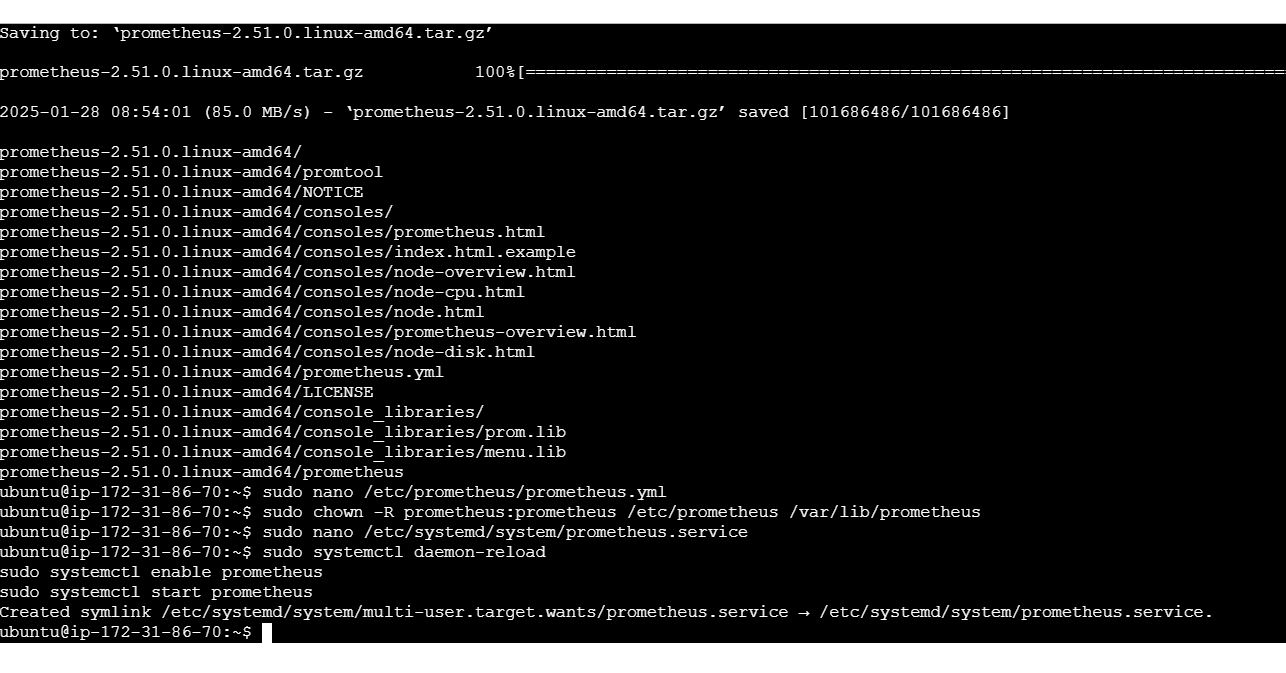 Saving to: ‘prometheus-2.51.0.linux-amd64.tar.gz’
prometheus-2.51.0.linux-amd64.tar.gz 100%[===========================================================================
2025-01-28 08:54:01 (85.0 MB/s) - ‘prometheus-2.51.0.linux-amd64.tar.gz’ saved [101686486/101686486]
prometheus-2.51.0.linux-amd64/
prometheus-2.51.0.linux-amd64/promtool
prometheus-2.51.0.linux-amd64/NOTICE
prometheus-2.51.0.linux-amd64/consoles/
prometheus-2.51.0.linux-amd64/consoles/prometheus.html
prometheus-2.51.0.linux-amd64/consoles/index.html.example
prometheus-2.51.0.linux-amd64/consoles/node-overview.html
prometheus-2.51.0.linux-amd64/consoles/node-cpu.html
prometheus-2.51.0.linux-amd64/consoles/node.html
prometheus-2.51.0.linux-amd64/consoles/prometheus-overview.html
prometheus-2.51.0.linux-amd64/consoles/node-disk.html
prometheus-2.51.0.linux-amd64/prometheus.yml
prometheus-2.51.0.linux-amd64/LICENSE
prometheus-2.51.0.linux-amd64/console_libraries/
prometheus-2.51.0.linux-amd64/console_libraries/prom.lib
prometheus-2.51.0.linux-amd64/console_libraries/menu.lib
prometheus-2.51.0.linux-amd64/prometheus
ubuntu@ip-172-31-86-70:~$ sudo nano /etc/prometheus/prometheus.yml
ubuntu@ip-172-31-86-70:~$ sudo chown -R prometheus:prometheus /etc/prometheus /var/lib/prometheus
ubuntu@ip-172-31-86-70:~$ sudo nano /etc/systemd/system/prometheus.service
ubuntu@ip-172-31-86-70:~$ sudo systemctl daemon-reload
sudo systemctl enable prometheus
sudo systemctl start prometheus
Created symlink /etc/systemd/system/multi-user.target.wants/prometheus.service → /etc/systemd/system/prometheus.service.
ubuntu@ip-172-31-86-70:~$